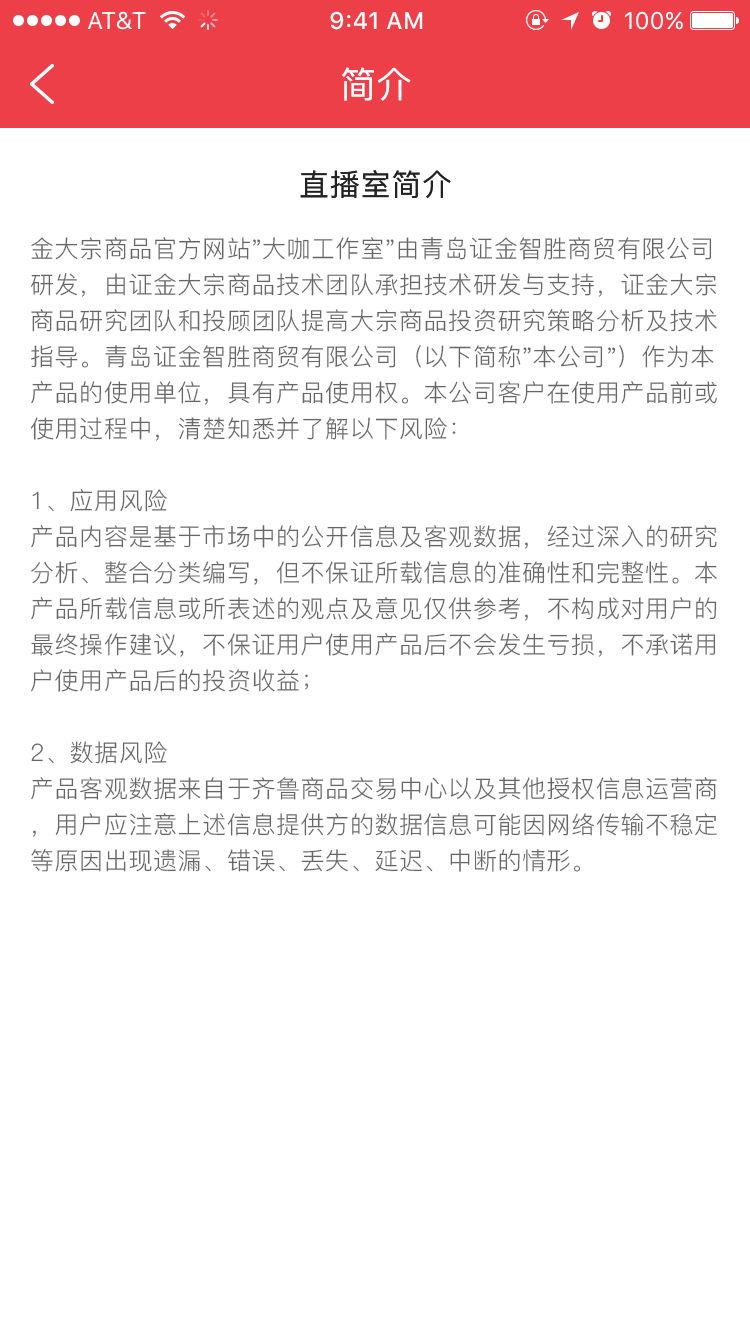 AT&T 9:41 AM 100%
简介
直播室简介
金大宗商品官方网站”大咖工作室”由青岛证金智胜商贸有限公司
研发，由证金大宗商品技术团队承担技术研发与支持，证金大宗
商品研究团队和投顾团队提高大宗商品投资研究策略分析及技术
指导。青岛证金智胜商贸有限公司（以下简称”本公司”）作为本
产品的使用单位，具有产品使用权。本公司客户在使用产品前或
使用过程中，清楚知悉并了解以下风险：
1、应用风险
产品内容是基于市场中的公开信息及客观数据，经过深入的研究
分析、整合分类编写，但不保证所载信息的准确性和完整性。本
产品所载信息或所表述的观点及意见仅供参考，不构成对用户的
最终操作建议，不保证用户使用产品后不会发生亏损，不承诺用
户使用产品后的投资收益；
2、数据风险
产品客观数据来自于齐鲁商品交易中心以及其他授权信息运营商
，用户应注意上述信息提供方的数据信息可能因网络传输不稳定
等原因出现遗漏、错误、丢失、延迟、中断的情形。